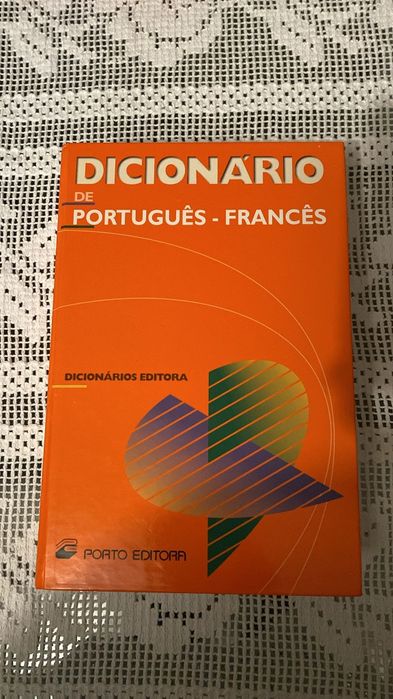 DICIONÁRIO
DE
PORTUGUÊS - FRANCÊS
DICIONÁRIOS EDITORA
PORTO EDITORA